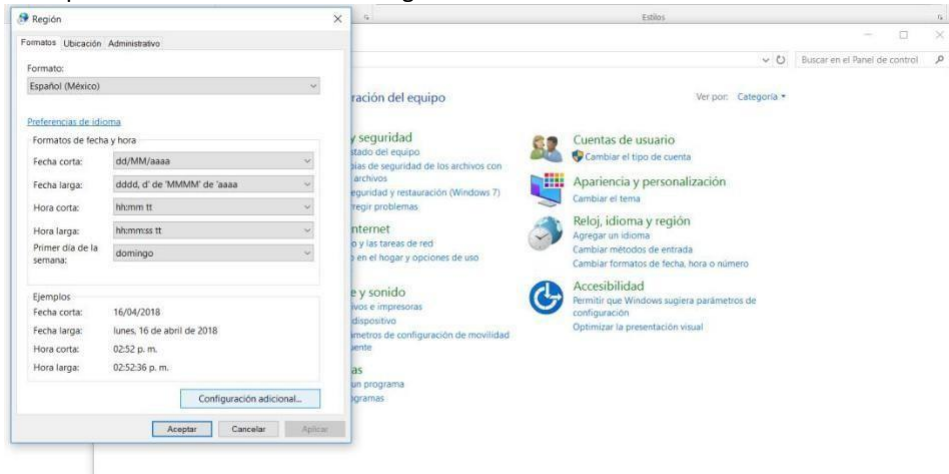 Región
Formatos Ubicación Administrativo
Formato:
Español (México)
Preferencias de idioma
Formatos de fecha y hora
Fecha corta: dd/MM/aaaa
Fecha larga: dddd, d' de 'MMMM' de 'aaaa
Hora corta: hh:mm tt
Hora larga: hh:mm:ss tt
Primer día de la semana: domingo
Ejemplos
Fecha corta: 16/04/2018
Fecha larga: lunes, 16 de abril de 2018
Hora corta: 02:52 p. m.
Hora larga: 02:52:36 p. m.
Configuración adicional...
Aceptar Cancelar Aplicar
Estilos
Buscar en el Panel de control
ración del equipo
Ver por: Categoría
y seguridad
stado del equipo
de seguridad de los archivos con
archivos
eguridad y restauración (Windows 7)
regir problemas
nternet
o y las tareas de red
en el hogar y opciones de uso
e y sonido
ivos e impresoras
dispositivo
ámetros de configuración de movilidad
uente
as
un programa
ogramas
Cuentas de usuario
Cambiar el tipo de cuenta
Apariencia y personalización
Cambiar el tema
Reloj, idioma y región
Agregar un idioma
Cambiar métodos de entrada
Cambiar formatos de fecha, hora o número
Accesibilidad
Permitir que Windows sugiera parámetros de
configuración
Optimizar la presentación visual